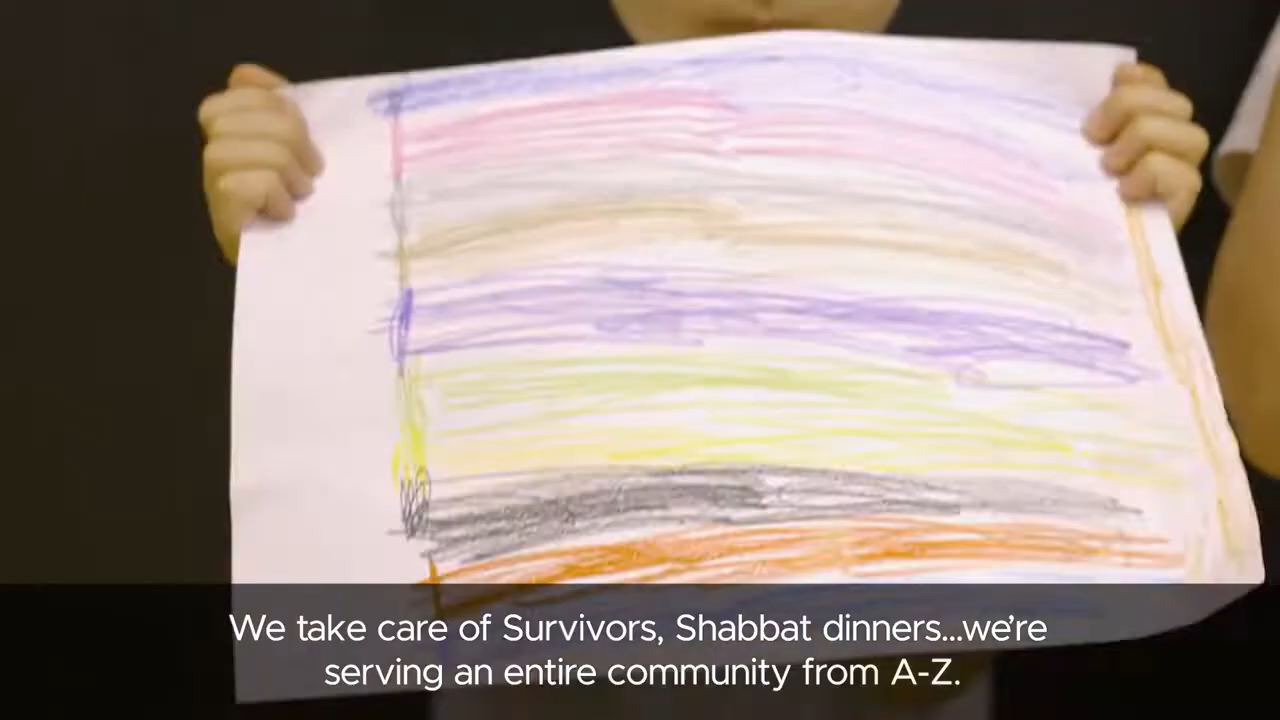 We take care of Survivors, Shabbat dinners...we're
serving an entire community from A-Z.